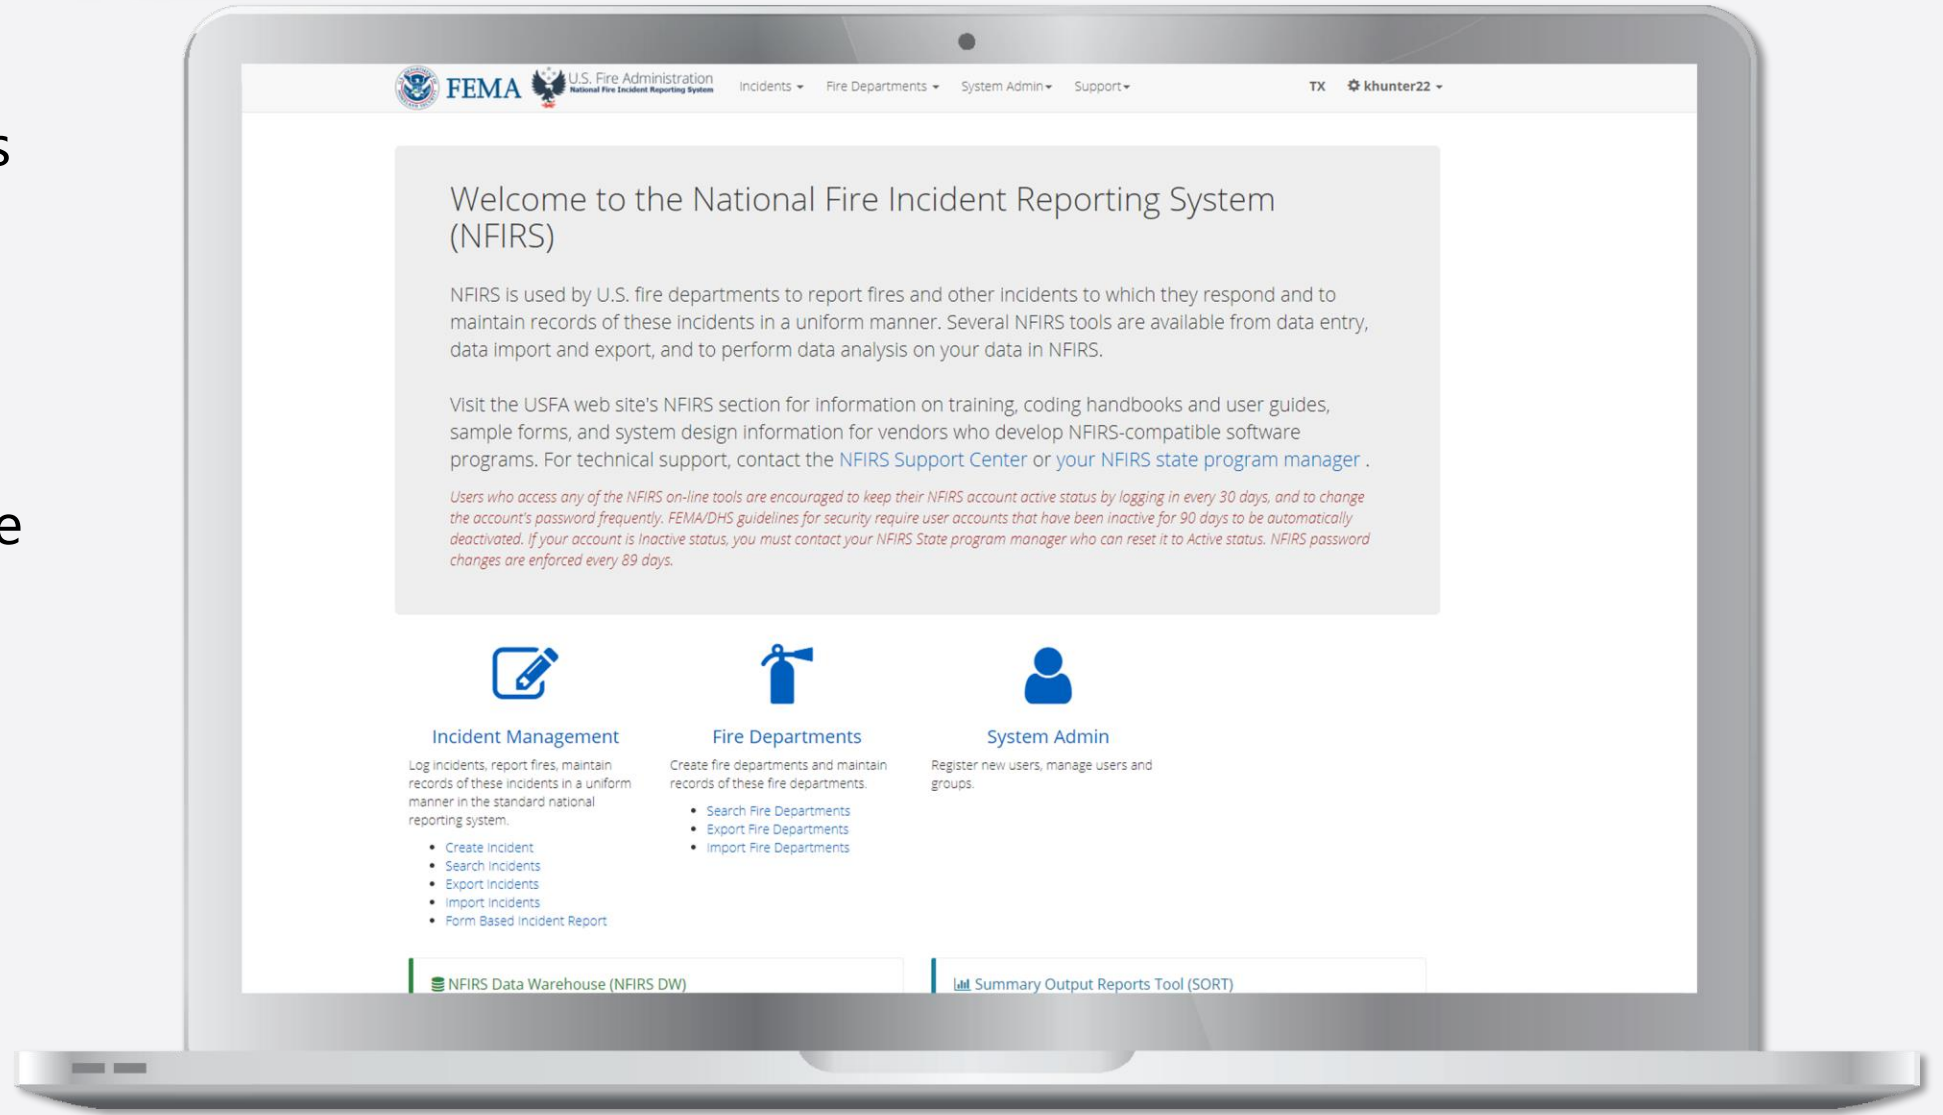 s
e
FEMA
U.S. Fire Administration
National Fire Incident Reporting System
Incidents
Fire Departments
System Admin
Support
TX
khunter22
Welcome to the National Fire Incident Reporting System
(NFIRS)
NFIRS is used by U.S. fire departments to report fires and other incidents to which they respond and to
maintain records of these incidents in a uniform manner. Several NFIRS tools are available from data entry,
data import and export, and to perform data analysis on your data in NFIRS.
Visit the USFA web site's NFIRS section for information on training, coding handbooks and user guides,
sample forms, and system design information for vendors who develop NFIRS-compatible software
programs. For technical support, contact the NFIRS Support Center or your NFIRS state program manager .
Users who access any of the NFIRS on-line tools are encouraged to keep their NFIRS account active status by logging in every 30 days, and to change
the account's password frequently. FEMA/DHS guidelines for security require user accounts that have been inactive for 90 days to be automatically
deactivated. If your account is Inactive status, you must contact your NFIRS State program manager who can reset it to Active status. NFIRS password
changes are enforced every 89 days.
Incident Management
Log incidents, report fires, maintain
records of these incidents in a uniform
manner in the standard national
reporting system.
• Create Incident
• Search Incidents
• Export Incidents
• Import Incidents
• Form Based Incident Report
Fire Departments
Create fire departments and maintain
records of these fire departments.
• Search Fire Departments
• Export Fire Departments
• Import Fire Departments
System Admin
Register new users, manage users and
groups.
NFIRS Data Warehouse (NFIRS DW)
Summary Output Reports Tool (SORT)